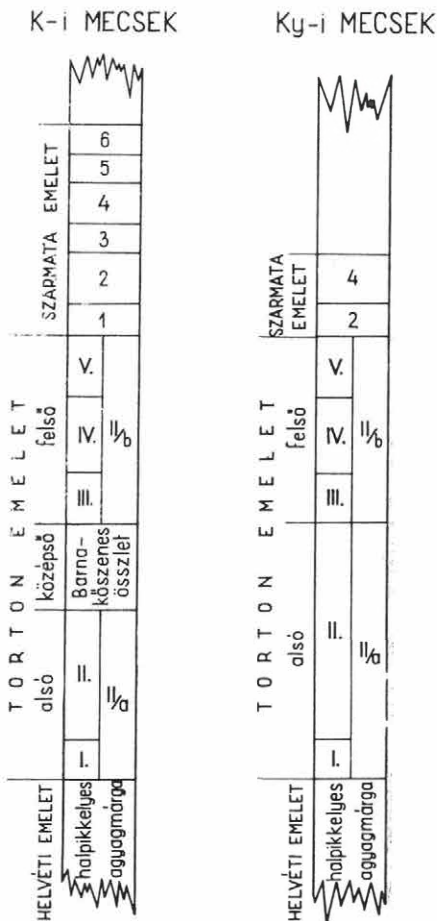 K-i MECSEK
6
5
4
3
2
1
SZARMATA EMELET
V.
IV.
III.
II/b
felső
Barna-
kőszenes
összlet
középső
II.
I.
II/a
alsó
TORTON EMELET
halpikkelyes
agyagmárga
HELVÉTI EMELET
Ky-i MECSEK
4
2
SZARMATA
EMELET
V.
IV.
III.
II/b
felső
II.
I.
II/a
alsó
TORTON EMELET
halpikkelyes
agyagmárga
HELVÉTI EMELET